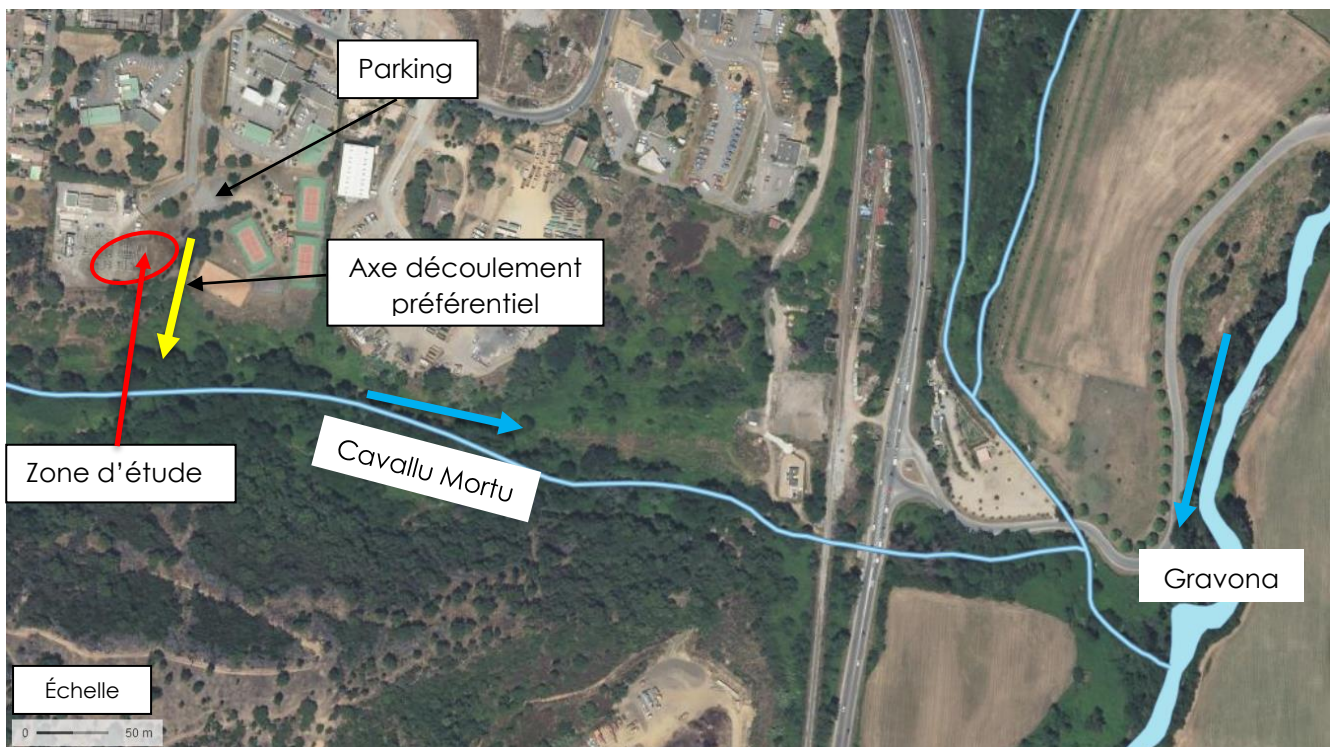 Parking
Axe découlement
préférentiel
Zone d'étude
Cavallu Mortu
Gravona
Échelle
0 50 m